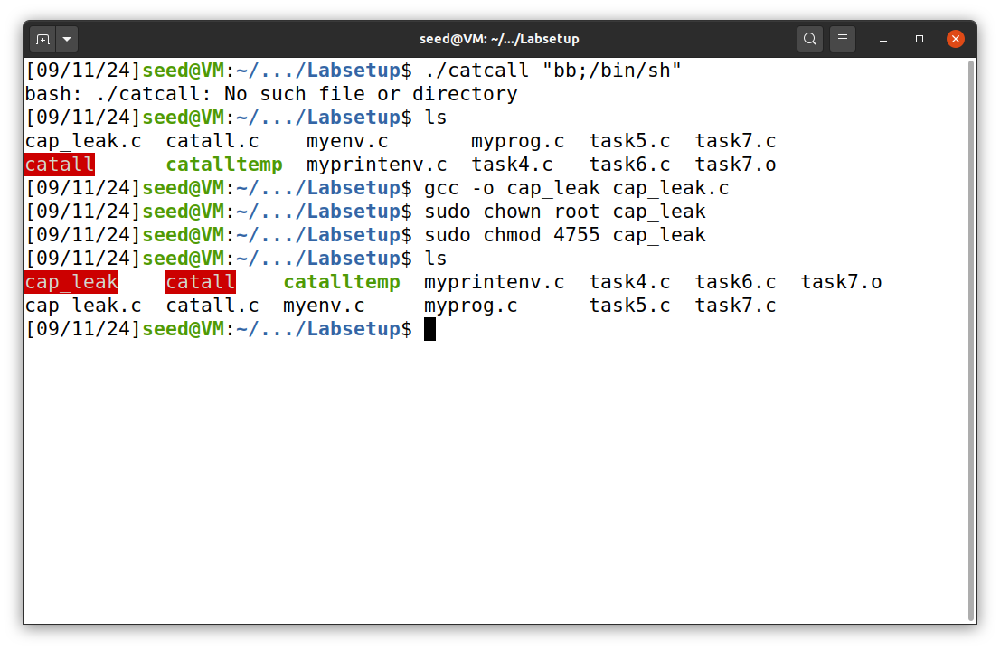 seed@VM: ~/.../Labsetup
[09/11/24]seed@VM:~/.../Labsetup$ ./catcall "bb;/bin/sh"
bash: ./catcall: No such file or directory
[09/11/24]seed@VM:~/.../Labsetup$ ls
cap_leak.c  catall.c    myenv.c       myprog.c  task5.c  task7.c
catall      catalltemp  myprintenv.c  task4.c   task6.c  task7.o
[09/11/24]seed@VM:~/.../Labsetup$ gcc -o cap_leak cap_leak.c
[09/11/24]seed@VM:~/.../Labsetup$ sudo chown root cap_leak
[09/11/24]seed@VM:~/.../Labsetup$ sudo chmod 4755 cap_leak
[09/11/24]seed@VM:~/.../Labsetup$ ls
cap_leak    catall    catalltemp  myprintenv.c  task4.c  task6.c  task7.o
cap_leak.c  catall.c  myenv.c     myprog.c      task5.c  task7.c
[09/11/24]seed@VM:~/.../Labsetup$